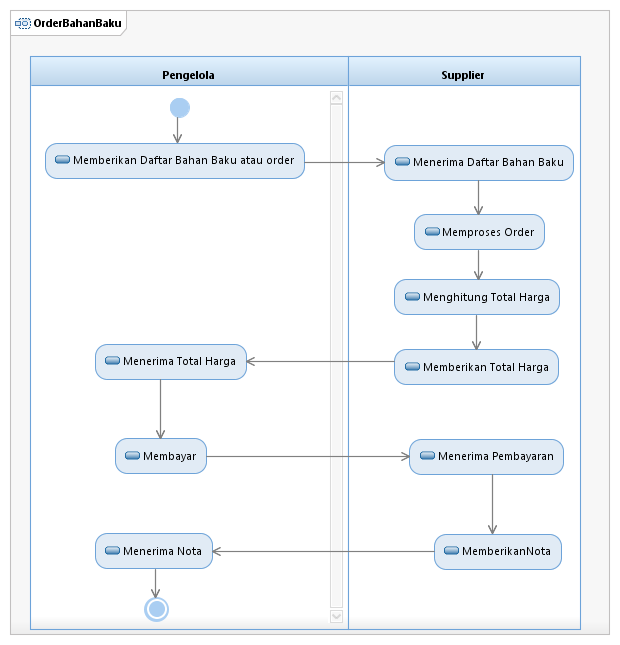 OrderBahanBaku
Pengelola
Supplier
Memberikan Daftar Bahan Baku atau order
Menerima Daftar Bahan Baku
Memproses Order
Menghitung Total Harga
Memberikan Total Harga
Menerima Total Harga
Membayar
Menerima Pembayaran
MemberikanNota
Menerima Nota